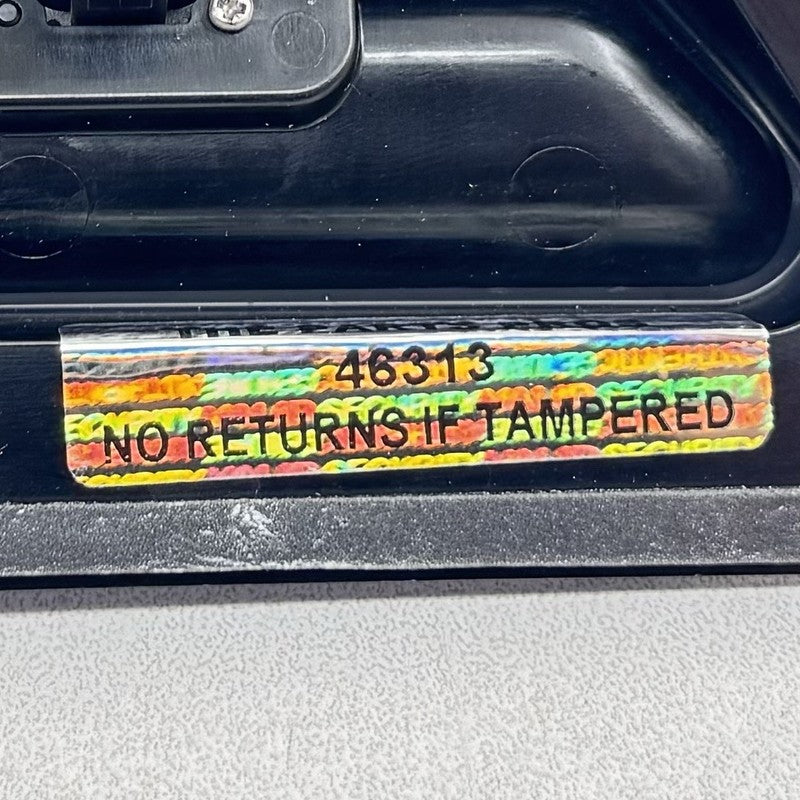 46313
NO RETURNS IF TAMPERED